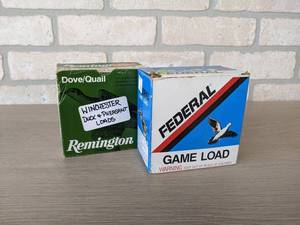 Dove/Quail
WINCHESTER
DUCK & PHEASANT
LOADS
Remington
FEDERAL
GAME LOAD
WARNING